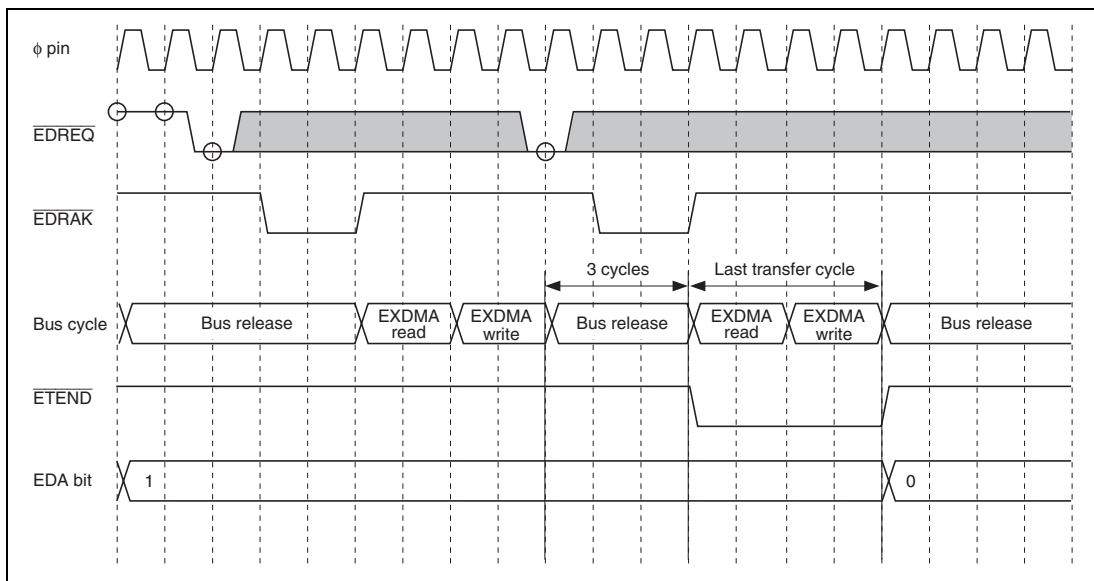 ϕ pin
EDREQ
EDRAK
3 cycles
Last transfer cycle
Bus cycle
Bus release
EXDMA
read
EXDMA
write
Bus release
EXDMA
read
EXDMA
write
Bus release
ETEND
EDA bit
1
0